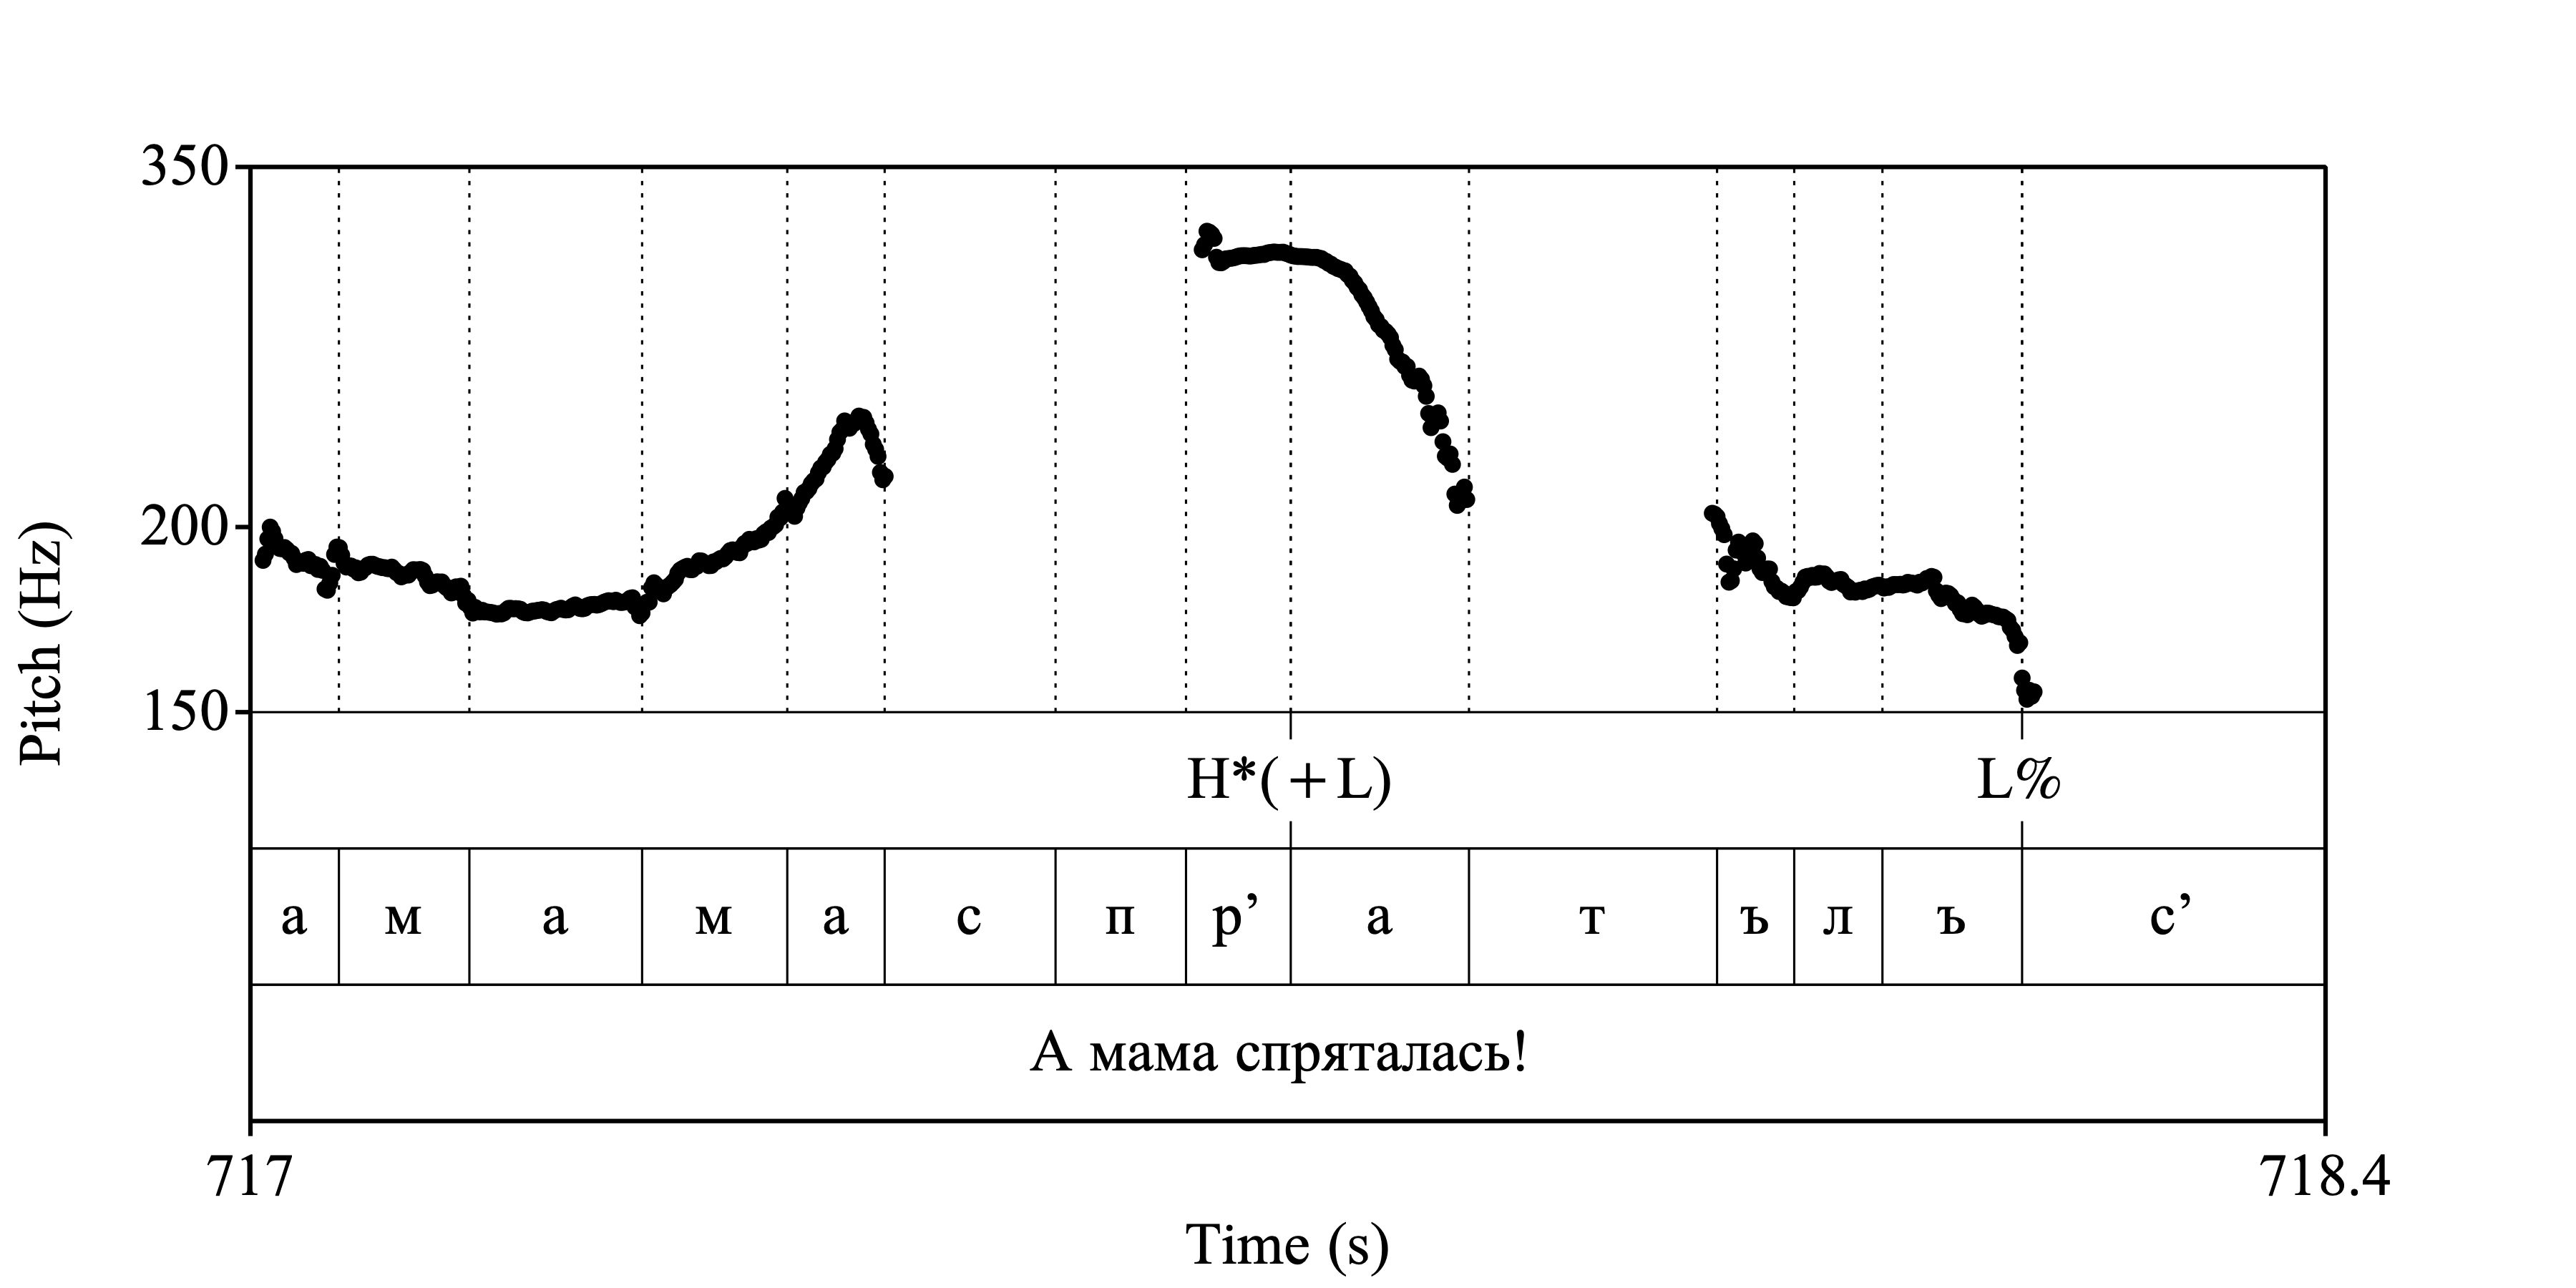 350
200
150
Pitch (Hz)
H*(+L) L%
а м а м а с п р’ а т ъ л ъ с’
А мама спряталась!
717 718.4
Time (s)